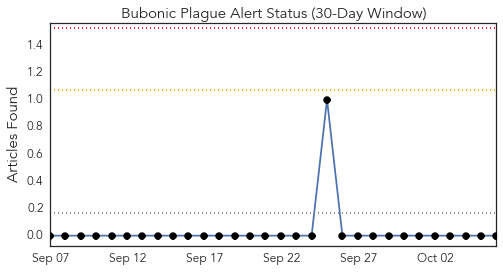 Bubonic Plague Alert Status (30-Day Window)
Articles Found
1.4
1.2
1.0
0.8
0.6
0.4
0.2
0.0
Sep 07 Sep 12 Sep 17 Sep 22 Sep 27 Oct 02